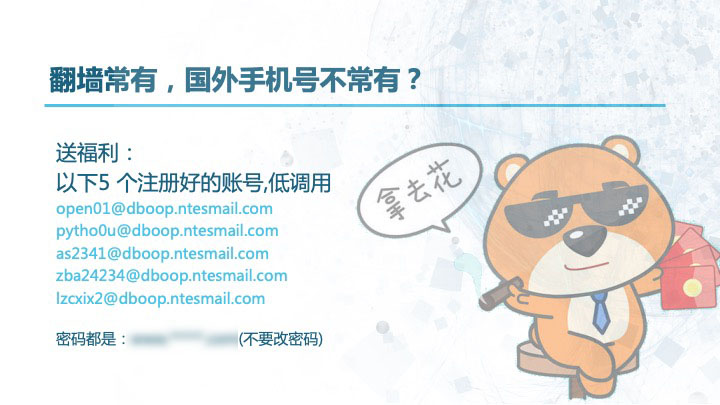 翻墙常有，国外手机号不常有？
送福利：
以下5 个注册好的账号,低调用
open01@dboop.ntesmail.com
pytho0u@dboop.ntesmail.com
as2341@dboop.ntesmail.com
zba24234@dboop.ntesmail.com
lzcxix2@dboop.ntesmail.com
密码都是： (不要改密码)
拿去花